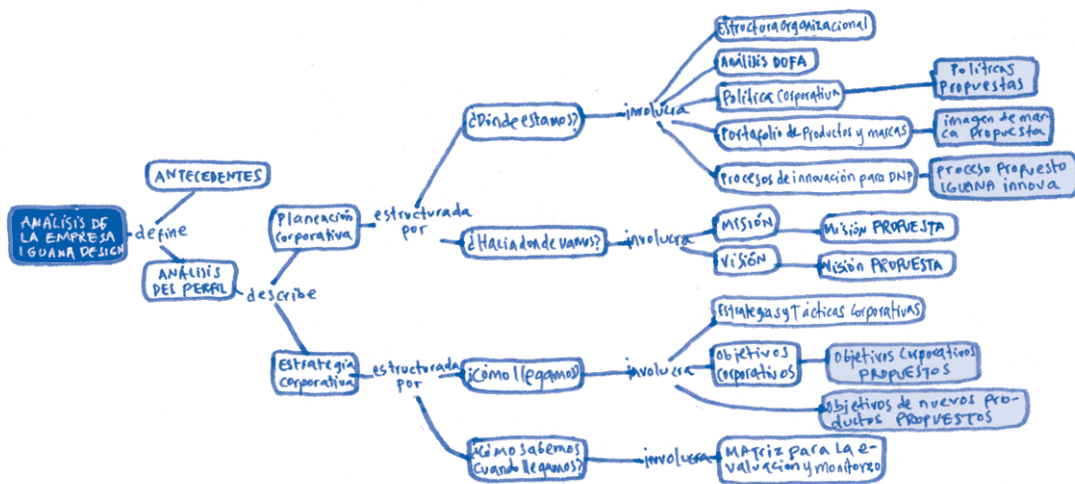 ANÁLISIS DE
LA EMPRESA
IGUANA DESIGN
define
ANTECEDENTES
ANÁLISIS
DEL PERFIL
describe
Planeación
Corporativa
estructurada
por
¿Dónde estamos?
involucra
Estructura Organizacional
Análisis DOFA
Política Corporativa
Políticas
Propuestas
Portafolio de Productos y marcas
imagen de mar-
ca Propuesta
Procesos de innovación para DNP
proceso Propuesto
IGUANA innova
¿Hacia donde vamos?
involucra
MISIÓN
Misión PROPUESTA
VISIÓN
Visión PROPUESTA
Estrategia
Corporativa
estructurada
por
¿Cómo llegamos?
involucra
Estrategias y Tácticas Corporativas
Objetivos
Corporativos
Objetivos Corporativos
PROPUESTOS
Objetivos de nuevos pro-
ductos PROPUESTOS
¿Cómo sabemos
cuando llegamos?
involucra
MATRIZ para la e-
valuación y monitorzo